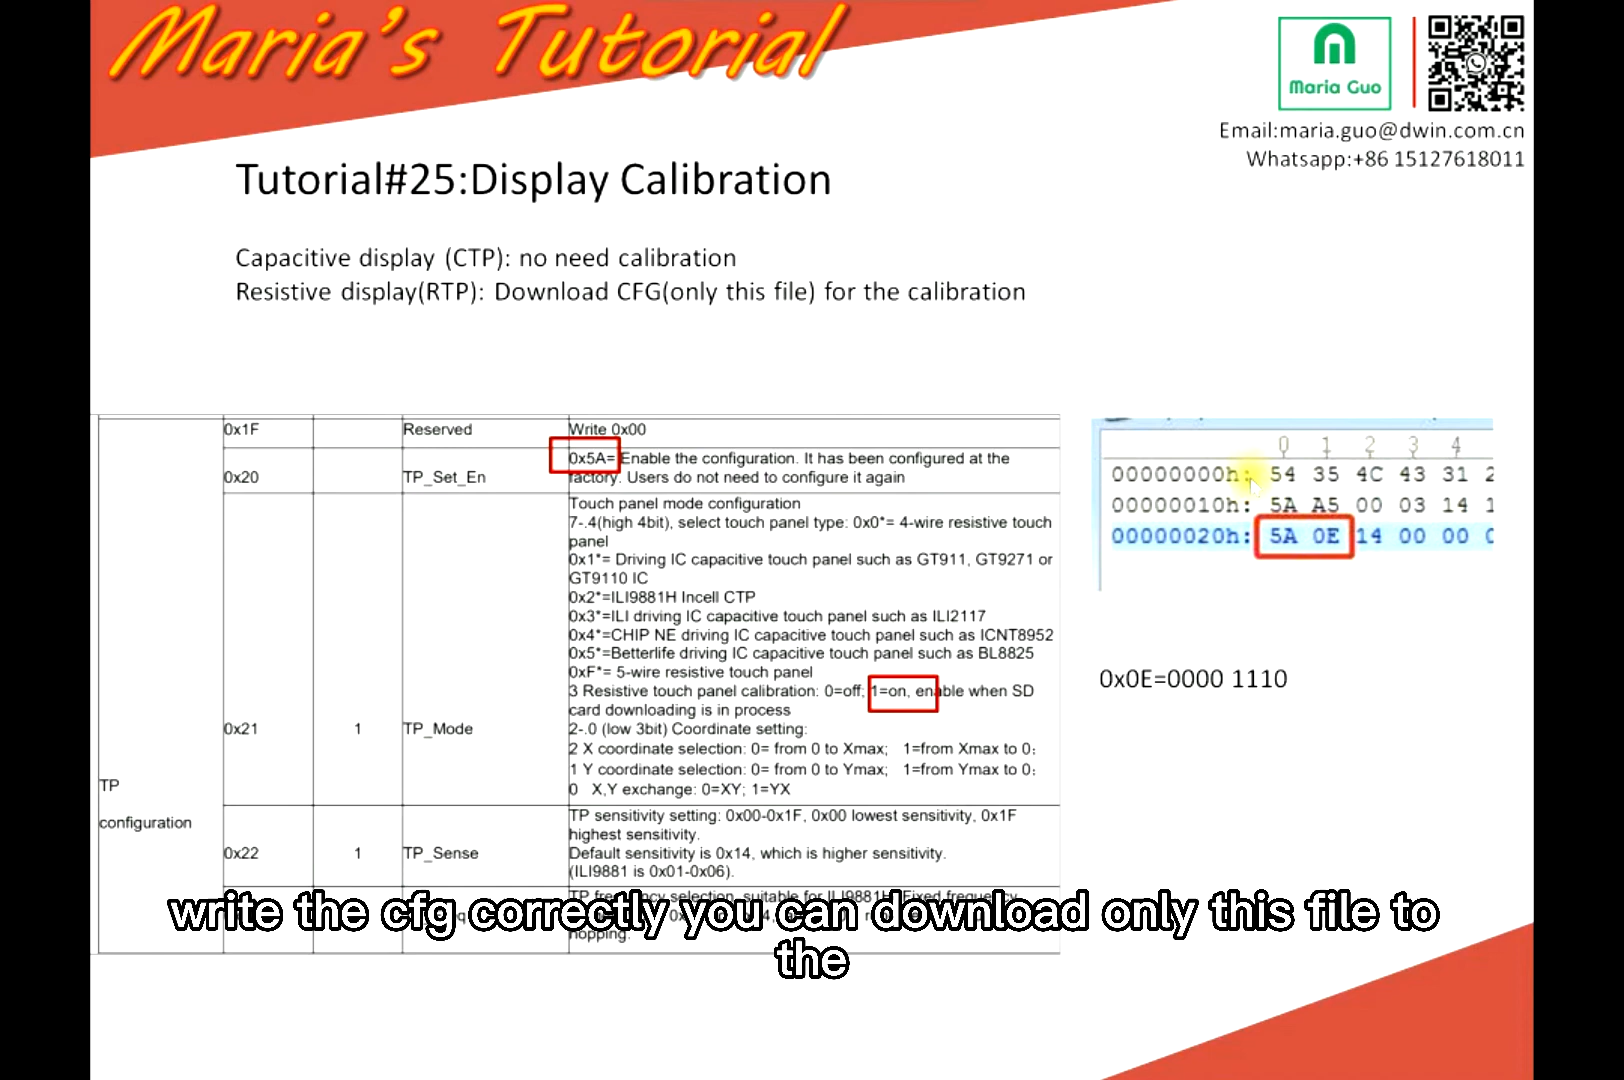 Maria's Tutorial
Maria Guo
Email:maria.guo@dwin.com.cn
Whatsapp:+86 15127618011
Tutorial#25:Display Calibration
Capacitive display (CTP): no need calibration
Resistive display(RTP): Download CFG(only this file) for the calibration
0x1F Reserved Write 0x00
0x20 TP_Set_En 0x5A= Enable the configuration. It has been configured at the
factory. Users do not need to configure it again
Touch panel mode configuration
7-.4(high 4bit), select touch panel type: 0x0*= 4-wire resistive touch
panel
0x1*= Driving IC capacitive touch panel such as GT911, GT9271 or
GT9110 IC
0x2*=ILI9881H Incell CTP
0x3*=ILI driving IC capacitive touch panel such as ILI2117
0x4*=CHIP NE driving IC capacitive touch panel such as ICNT8952
0x5*=Betterlife driving IC capacitive touch panel such as BL8825
0xF*= 5-wire resistive touch panel
3 Resistive touch panel calibration: 0=off; 1=on, enable when SD
card downloading is in process
0x21 1 TP_Mode 2-.0 (low 3bit) Coordinate setting:
2 X coordinate selection: 0= from 0 to Xmax; 1=from Xmax to 0;
1 Y coordinate selection: 0= from 0 to Ymax; 1=from Ymax to 0;
0 X,Y exchange: 0=XY; 1=YX
TP
configuration
TP sensitivity setting: 0x00-0x1F, 0x00 lowest sensitivity, 0x1F
highest sensitivity.
0x22 1 TP_Sense Default sensitivity is 0x14, which is higher sensitivity.
(ILI9881 is 0x01-0x06).
TP frequency selection, suitable for ILI9881H. Fixed frequency
hopping.
0 1 2 3 4
00000000h: 54 35 4C 43 31 2
00000010h: 5A A5 00 03 14 1
00000020h: 5A 0E 14 00 00 0
0x0E=0000 1110
write the cfg correctly you can download only this file to
the